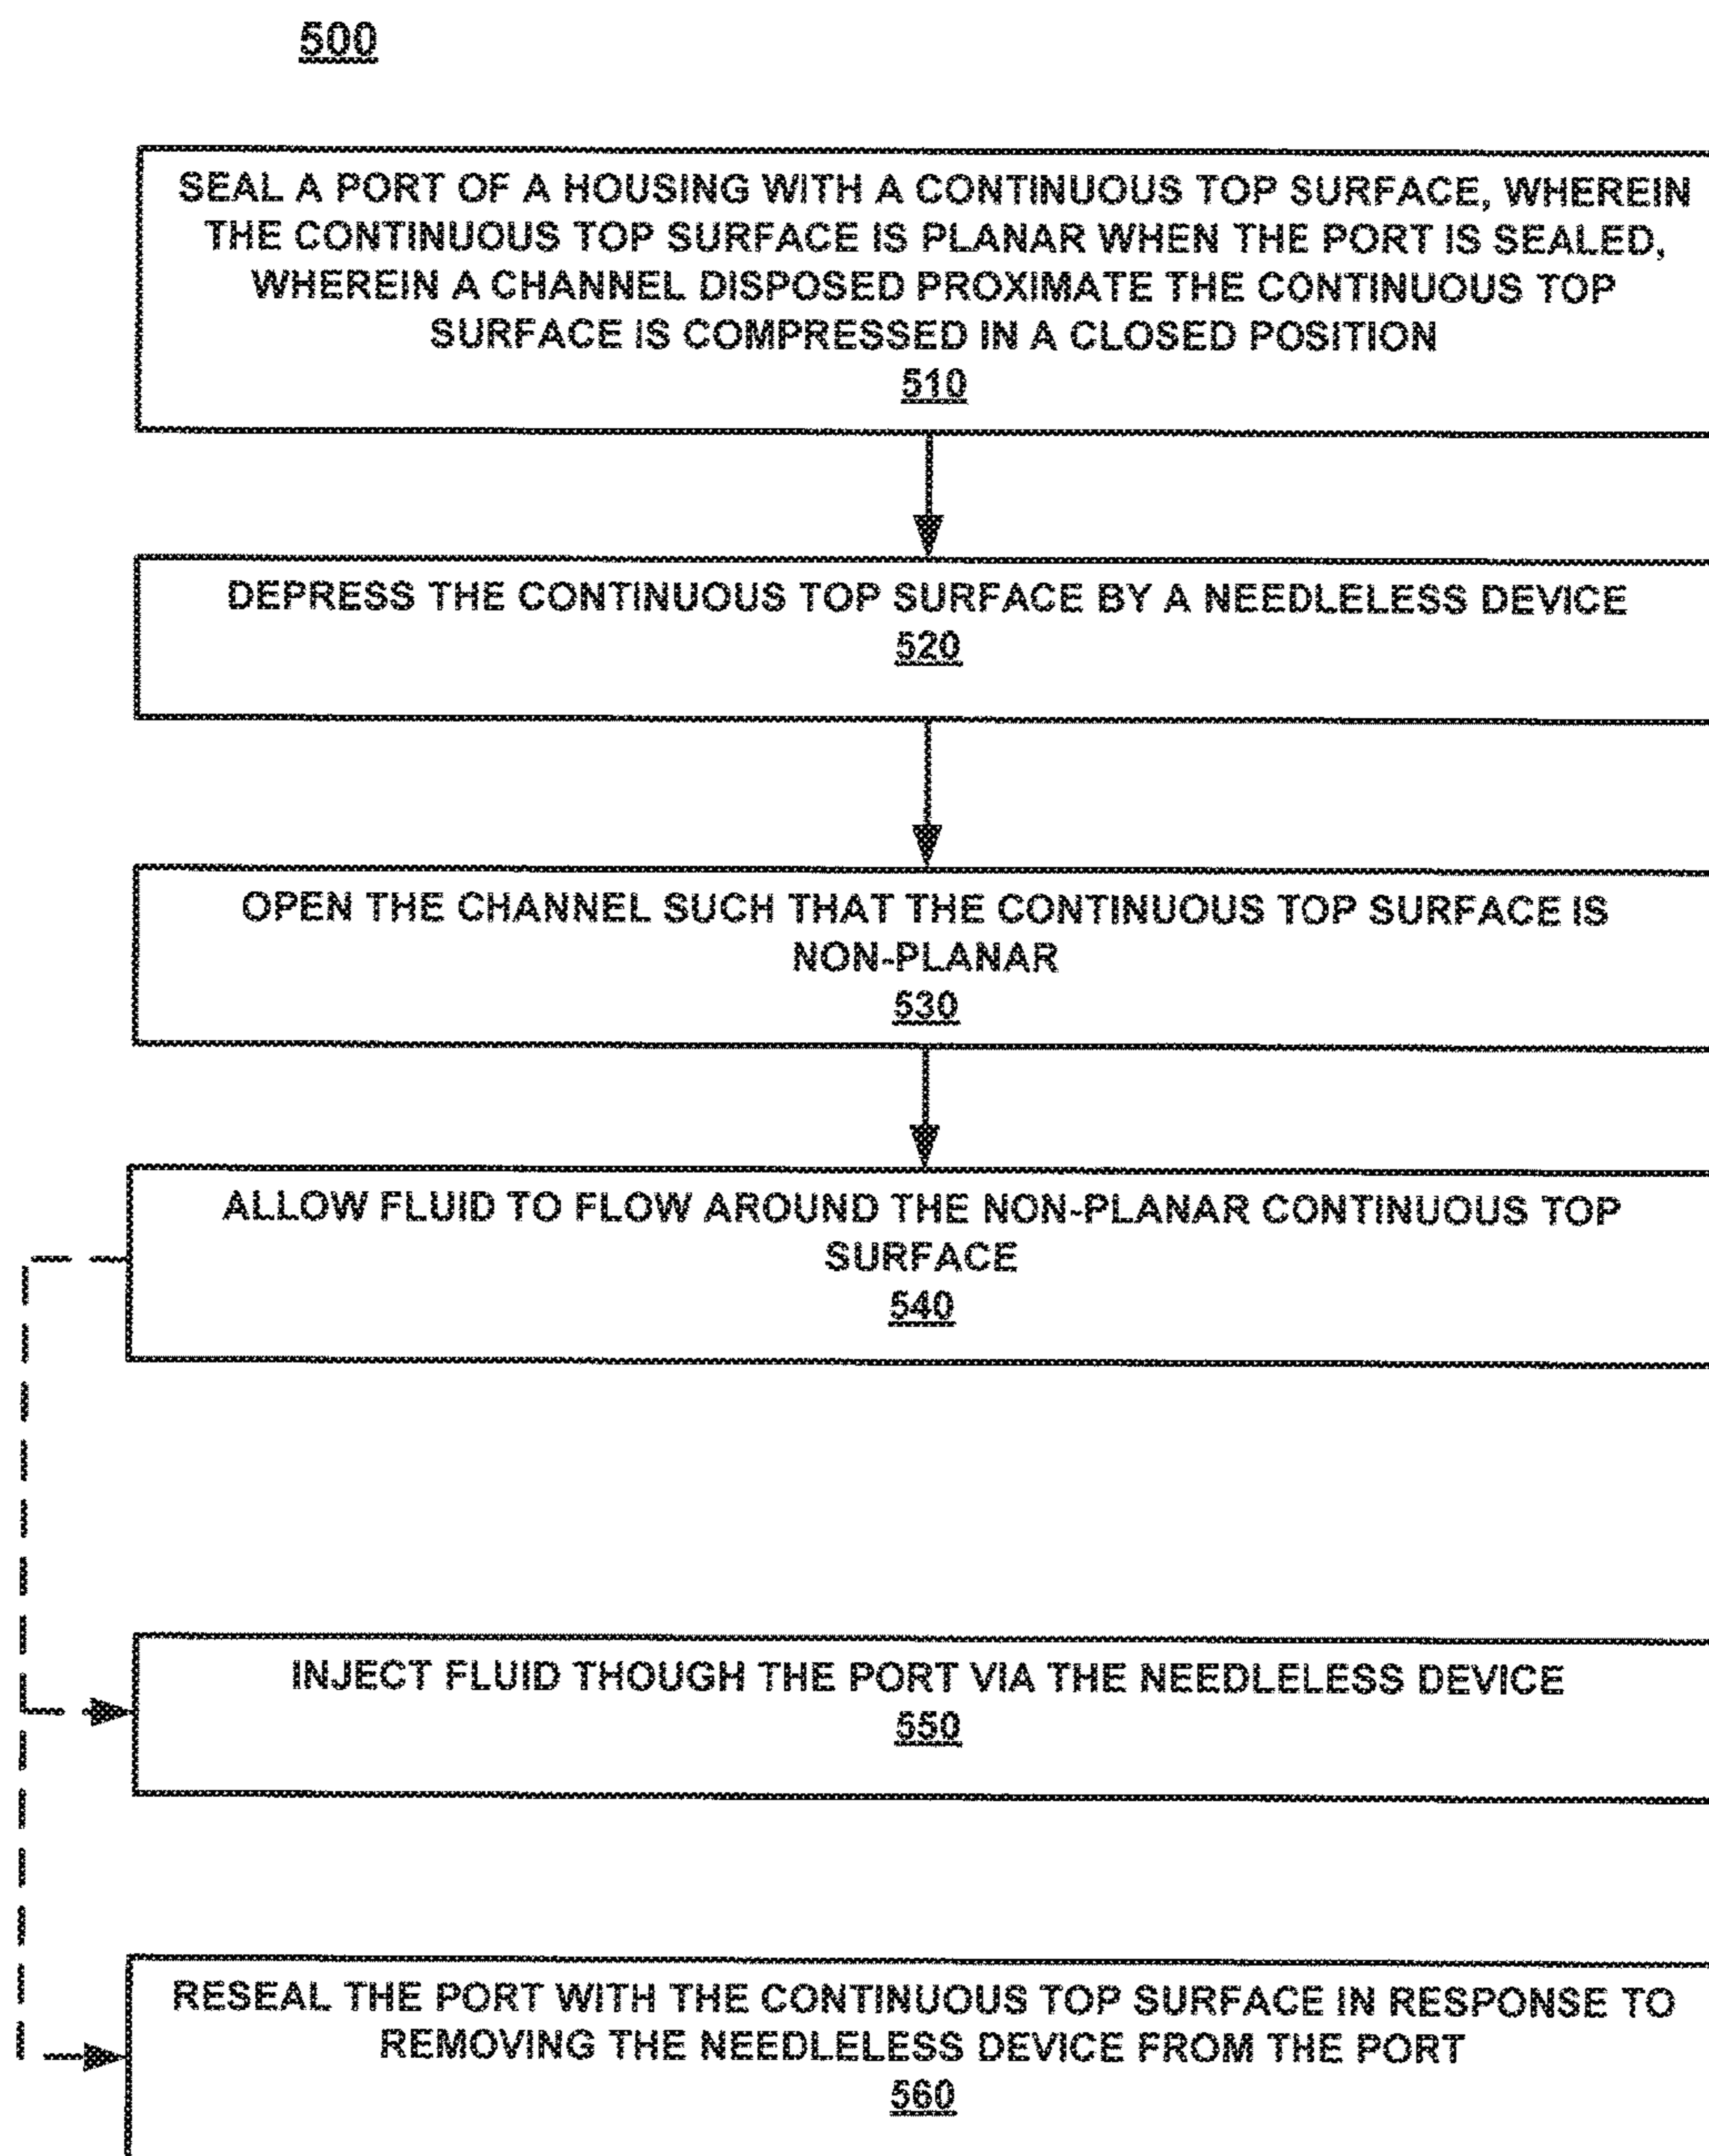 500
SEAL A PORT OF A HOUSING WITH A CONTINUOUS TOP SURFACE, WHEREIN
THE CONTINUOUS TOP SURFACE IS PLANAR WHEN THE PORT IS SEALED,
WHEREIN A CHANNEL DISPOSED PROXIMATE THE CONTINUOUS TOP
SURFACE IS COMPRESSED IN A CLOSED POSITION
510
DEPRESS THE CONTINUOUS TOP SURFACE BY A NEEDLELESS DEVICE
520
OPEN THE CHANNEL SUCH THAT THE CONTINUOUS TOP SURFACE IS
NON-PLANAR
530
ALLOW FLUID TO FLOW AROUND THE NON-PLANAR CONTINUOUS TOP
SURFACE
540
INJECT FLUID THOUGH THE PORT VIA THE NEEDLELESS DEVICE
550
RESEAL THE PORT WITH THE CONTINUOUS TOP SURFACE IN RESPONSE TO
REMOVING THE NEEDLELESS DEVICE FROM THE PORT
560